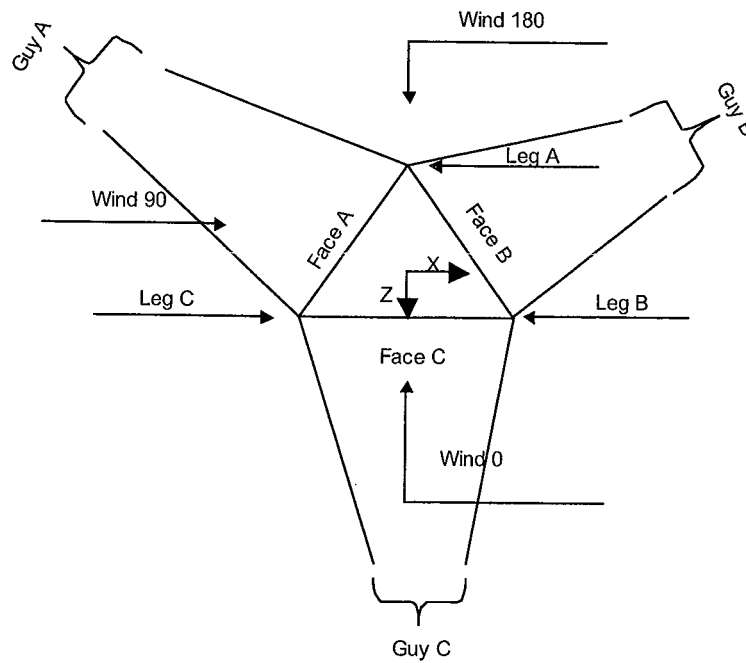 Wind 180
Guy A
Guy B
Leg A
Wind 90
Face A
Face B
X
Z
Leg C
Leg B
Face C
Wind 0
Guy C